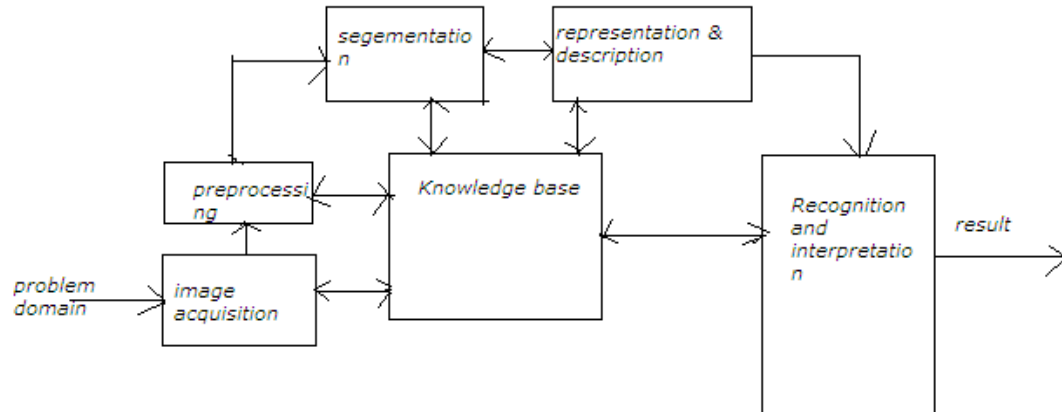 segementatio
n
representation &
description
preprocessi
ng
Knowledge base
Recognition
and
interpretatio
n
result
problem
domain
image
acquisition